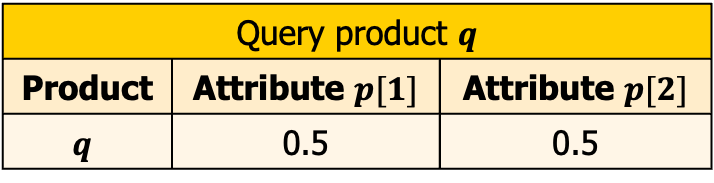 Query product q
Product Attribute p[1] Attribute p[2]
q 0.5 0.5